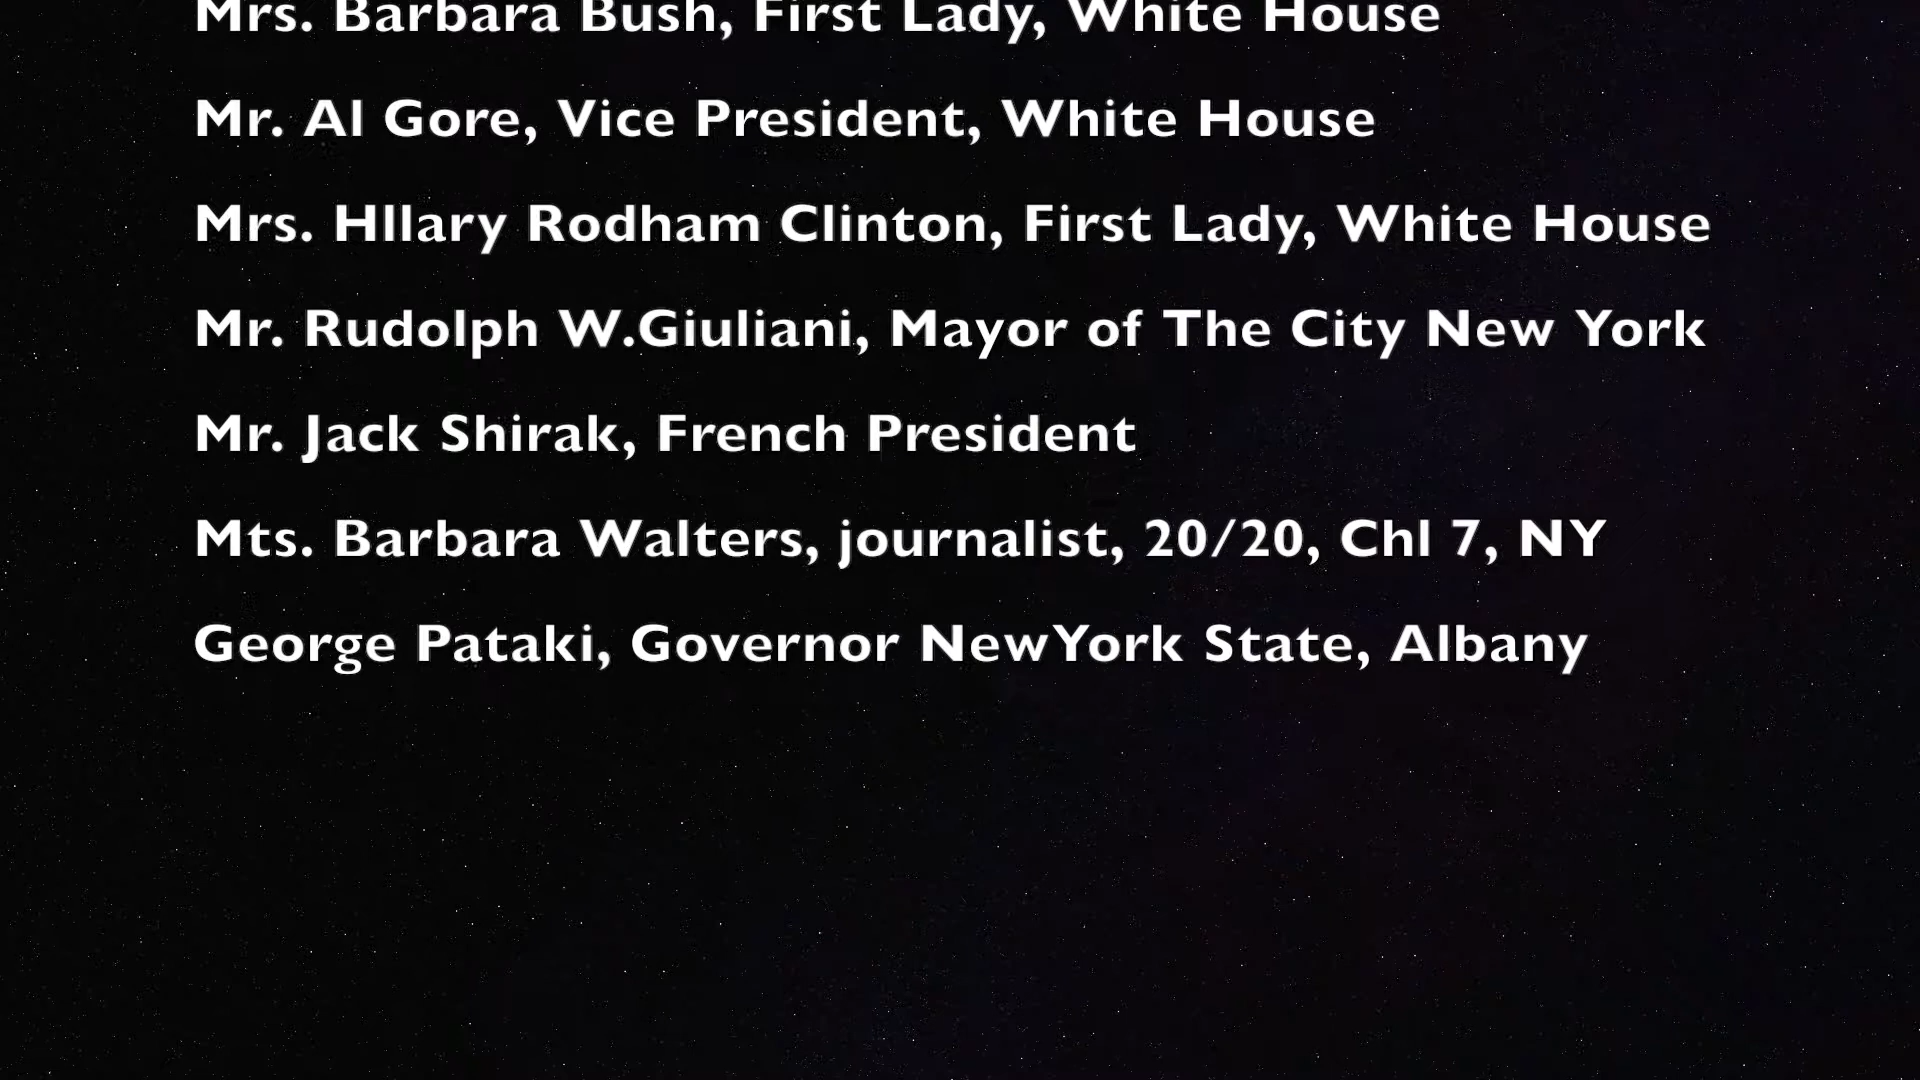 Mrs. Barbara Bush, First Lady, White House
Mr. Al Gore, Vice President, White House
Mrs. HIlary Rodham Clinton, First Lady, White House
Mr. Rudolph W.Giuliani, Mayor of The City New York
Mr. Jack Shirak, French President
Mts. Barbara Walters, journalist, 20/20, Chl 7, NY
George Pataki, Governor NewYork State, Albany